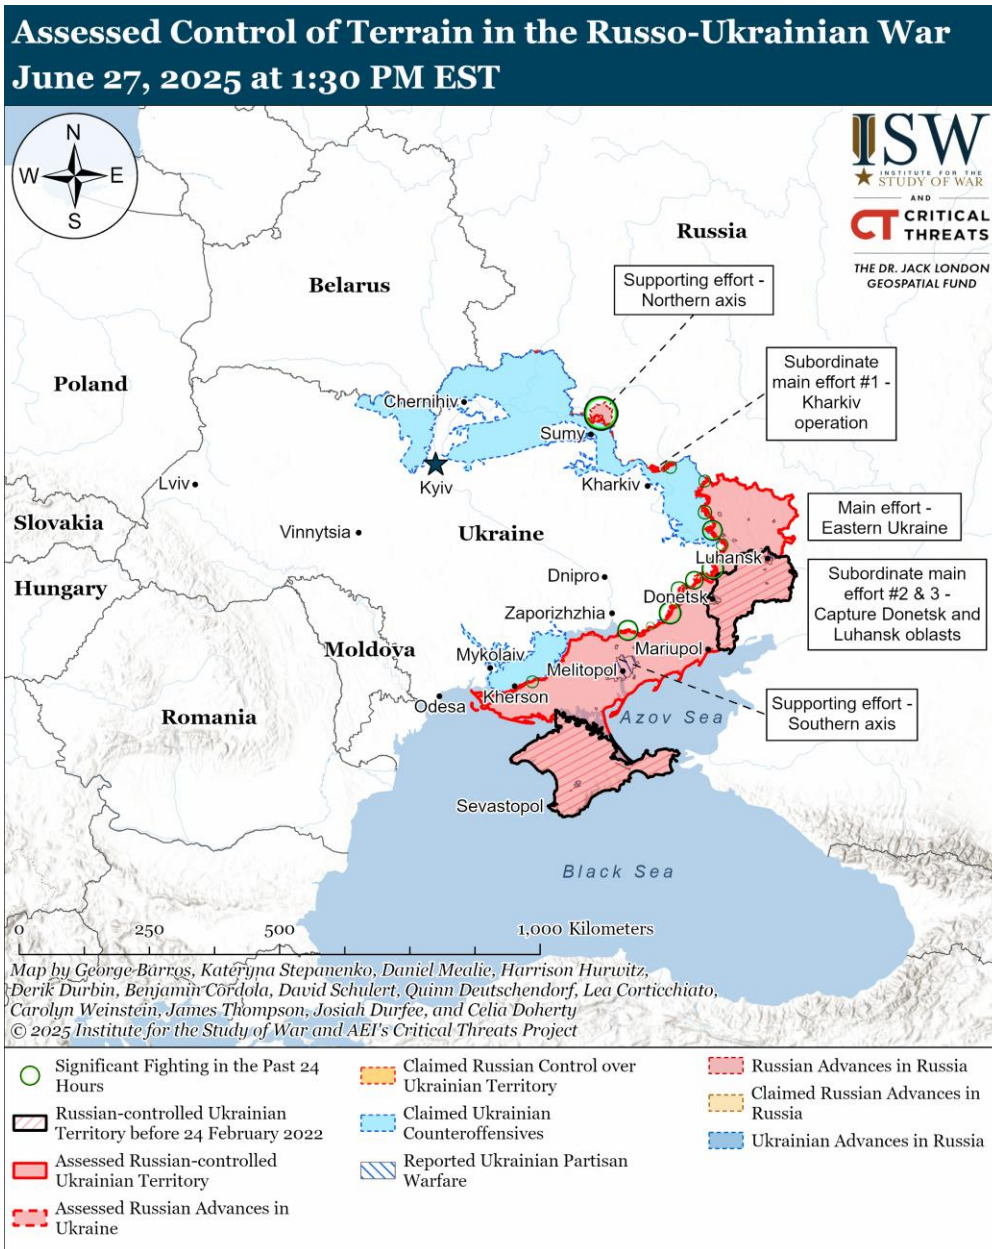 Assessed Control of Terrain in the Russo-Ukrainian War
June 27, 2025 at 1:30 PM EST
N
W
E
S
ISW
INSTITUTE FOR THE
STUDY OF WAR
AND
CT CRITICAL
THREATS
THE DR. JACK LONDON
GEOSPATIAL FUND
Russia
Belarus
Supporting effort -
Northern axis
Poland
Subordinate
main effort #1 -
Kharkiv
operation
Chernihiv
Sumy
Kyiv
Lviv
Kharkiv
Slovakia
Vinnytsia
Ukraine
Main effort -
Eastern Ukraine
Luhansk
Hungary
Dnipro
Donetsk
Subordinate main
effort #2 & 3 -
Capture Donetsk and
Luhansk oblasts
Zaporizhzhia
Moldova
Mykolaiv
Mariupol
Melitopol
Kherson
Odesa
Romania
Azov Sea
Supporting effort -
Southern axis
Sevastopol
Black Sea
0
250
500
1,000 Kilometers
Map by George Barros, Kateryna Stepanenko, Daniel Mealie, Harrison Hurwitz,
Derik Durbin, Benjamin Cordola, David Schulert, Quinn Deutschendorf, Lea Corticchiato,
Carolyn Weinstein, James Thompson, Josiah Durfee, and Celia Doherty
© 2025 Institute for the Study of War and AEI's Critical Threats Project
Significant Fighting in the Past 24
Hours
Russian-controlled Ukrainian
Territory before 24 February 2022
Assessed Russian-controlled
Ukrainian Territory
Assessed Russian Advances in
Ukraine
Claimed Russian Control over
Ukrainian Territory
Claimed Ukrainian
Counteroffensives
Reported Ukrainian Partisan
Warfare
Russian Advances in Russia
Claimed Russian Advances in
Russia
Ukrainian Advances in Russia